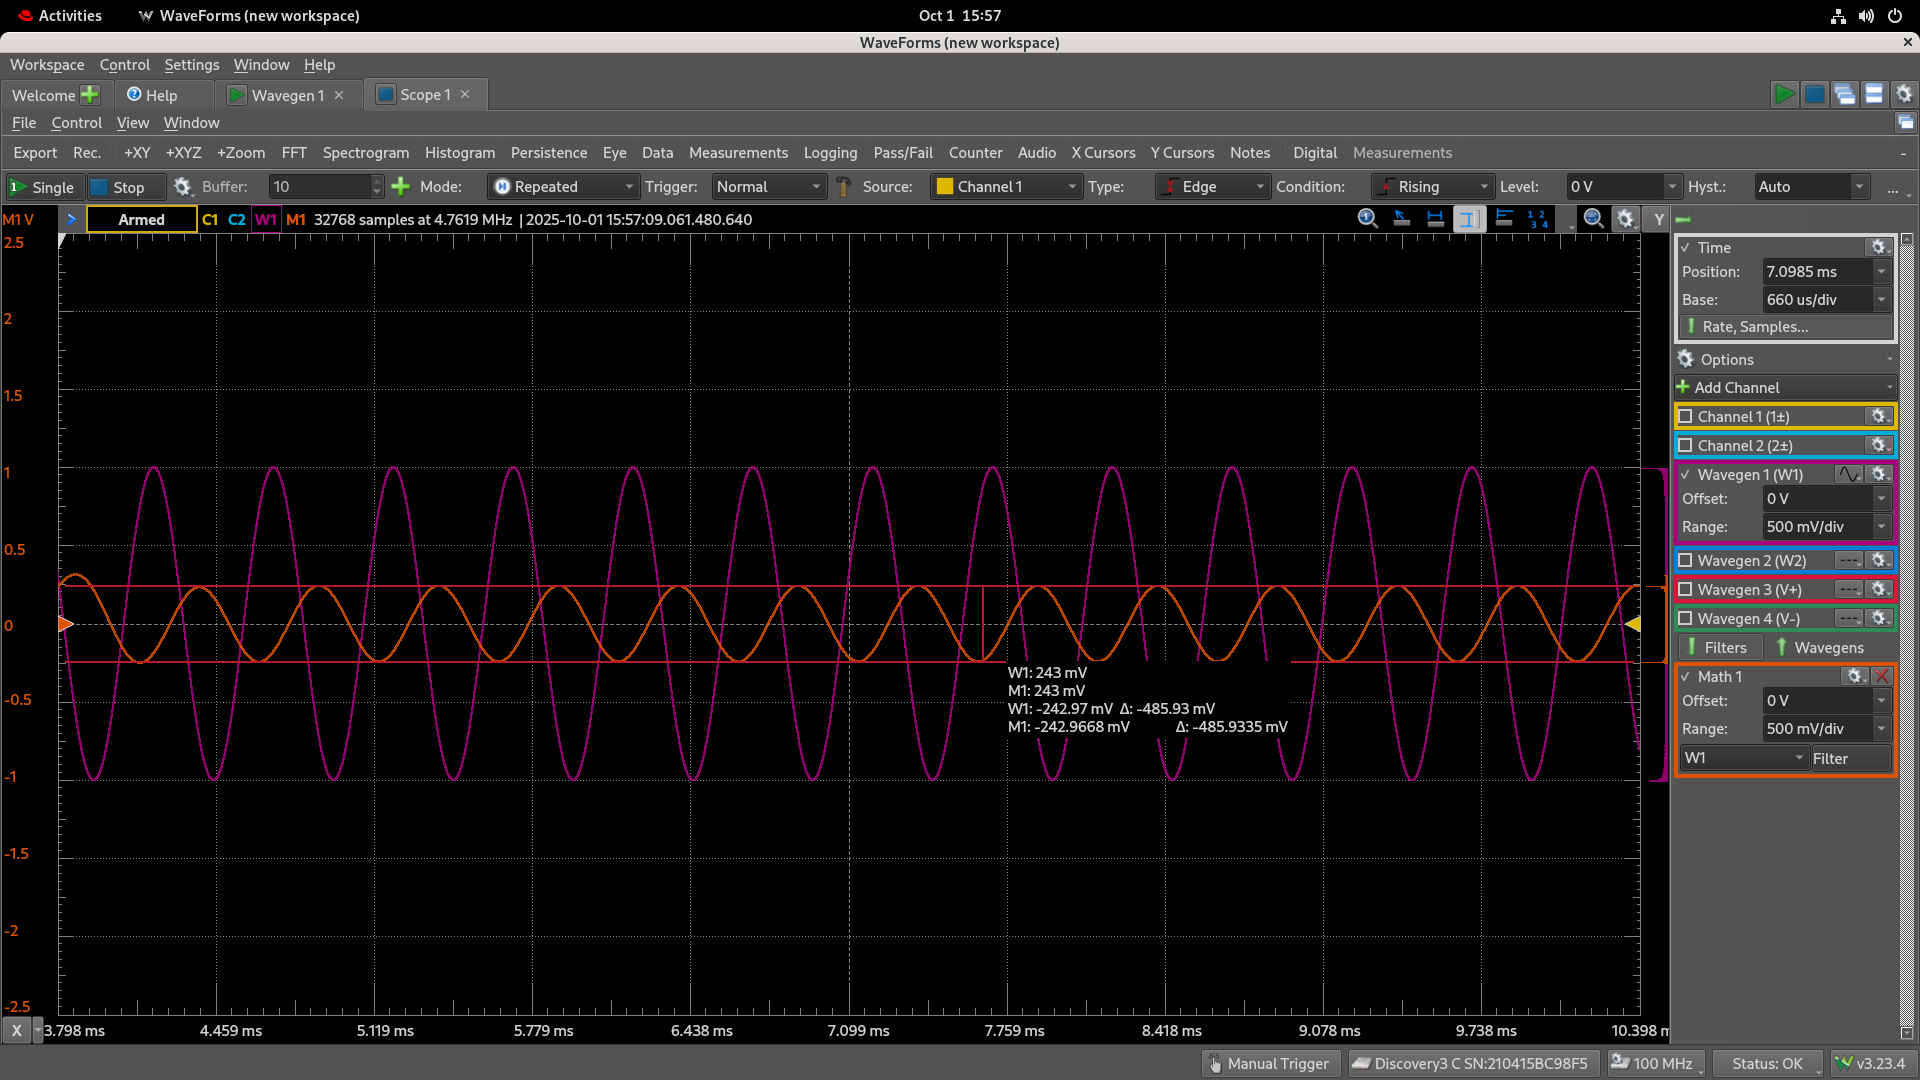 Activities WaveForms (new workspace) Oct 1 15:57
WaveForms (new workspace)
Workspace Control Settings Window Help
Welcome Help Wavegen 1 Scope 1
File Control View Window
Export Rec. +XY +XYZ +Zoom FFT Spectrogram Histogram Persistence Eye Data Measurements Logging Pass/Fail Counter Audio X Cursors Y Cursors Notes Digital Measurements
Single Stop Buffer: 10 Mode: Repeated Trigger: Normal Source: Channel 1 Type: Edge Condition: Rising Level: 0 V Hyst.: Auto ...
M1 V Armed C1 C2 W1 M1 32768 samples at 4.7619 MHz | 2025-10-01 15:57:09.061.480.640 Y
2.5
2
1.5
1
0.5
0
-0.5
-1
-1.5
-2
-2.5
W1: 243 mV
M1: 243 mV
W1: -242.97 mV Δ: -485.93 mV
M1: -242.9668 mV Δ: -485.9335 mV
X 3.798 ms 4.459 ms 5.119 ms 5.779 ms 6.438 ms 7.099 ms 7.759 ms 8.418 ms 9.078 ms 9.738 ms 10.398 m
Time
Position: 7.0985 ms
Base: 660 us/div
Rate, Samples...
Options
Add Channel
Channel 1 (1±)
Channel 2 (2±)
Wavegen 1 (W1)
Offset: 0 V
Range: 500 mV/div
Wavegen 2 (W2)
Wavegen 3 (V+)
Wavegen 4 (V-)
Filters Wavegens
Math 1
Offset: 0 V
Range: 500 mV/div
W1 Filter
Manual Trigger Discovery3 C SN:210415BC98F5 100 MHz Status: OK v3.23.4